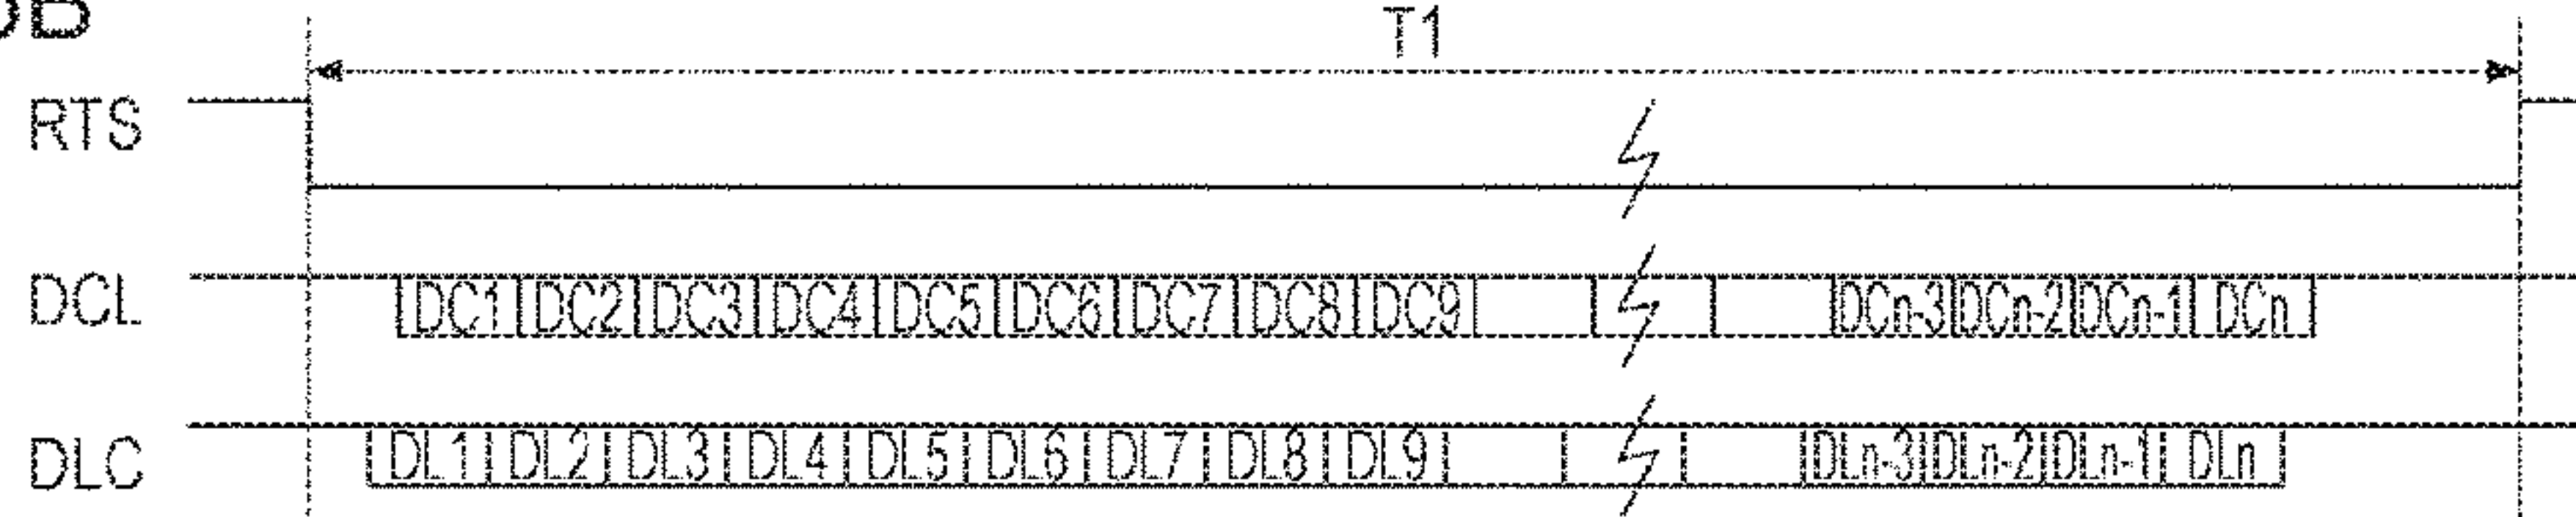 T1
RTS
DCL DC1 DC2 DC3 DC4 DC5 DC6 DC7 DC8 DC9 DCn-3 DCn-2 DCn-1 DCn
DLC DL1 DL2 DL3 DL4 DL5 DL6 DL7 DL8 DL9 DLn-3 DLn-2 DLn-1 DLn